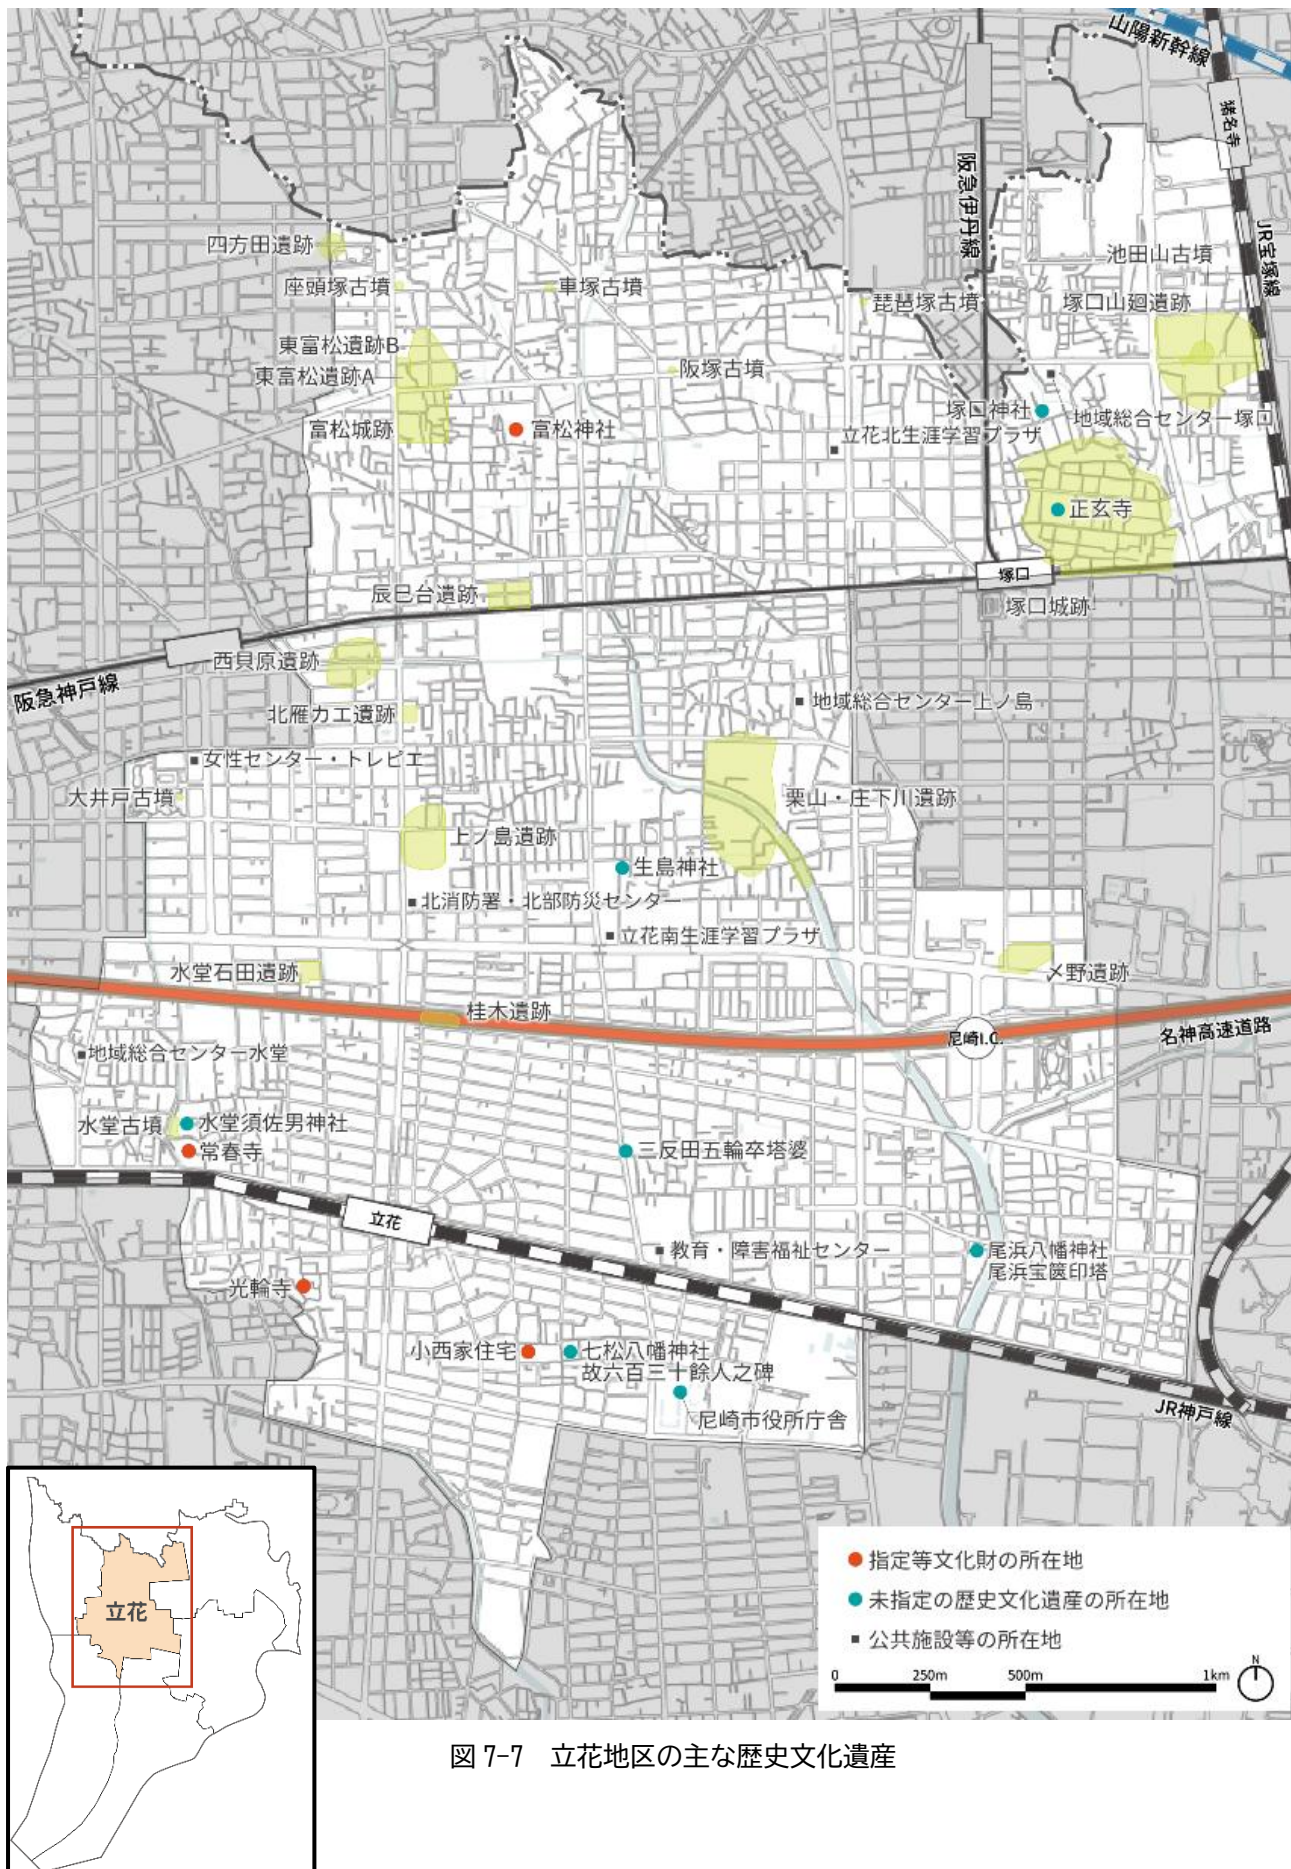 山陽新幹線
猪名寺
阪急伊丹線
JR宝塚線
四方田遺跡
池田山古墳
座頭塚古墳
車塚古墳
琵琶塚古墳
塚口山廻遺跡
東富松遺跡B
東富松遺跡A
阪塚古墳
塚口神社
地域総合センター塚口
富松城跡
富松神社
立花北生涯学習プラザ
正玄寺
塚口
辰巳台遺跡
塚口城跡
西貝原遺跡
阪急神戸線
北雁カエ遺跡
地域総合センター上ノ島
女性センター・トレピエ
大井戸古墳
栗山・庄下川遺跡
上ノ島遺跡
生島神社
北消防署・北部防災センター
立花南生涯学習プラザ
水堂石田遺跡
〆野遺跡
桂木遺跡
尼崎I.C.
名神高速道路
地域総合センター水堂
水堂古墳
水堂須佐男神社
常春寺
三反田五輪卒塔婆
立花
教育・障害福祉センター
尾浜八幡神社
尾浜宝篋印塔
光輪寺
小西家住宅
七松八幡神社
故六百三十餘人之碑
尼崎市役所庁舎
JR神戸線
立花
指定等文化財の所在地
未指定の歴史文化遺産の所在地
公共施設等の所在地
0 250m 500m 1km
N
図 7-7 立花地区の主な歴史文化遺産